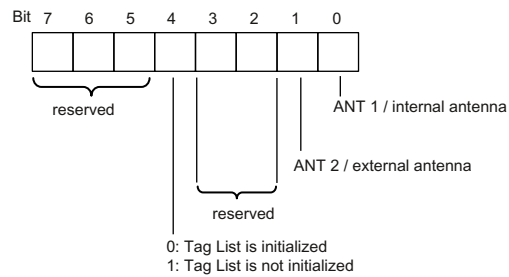 Bit 7 6 5 4 3 2 1 0
reserved
ANT 1 / internal antenna
ANT 2 / external antenna
reserved
0: Tag List is initialized
1: Tag List is not initialized